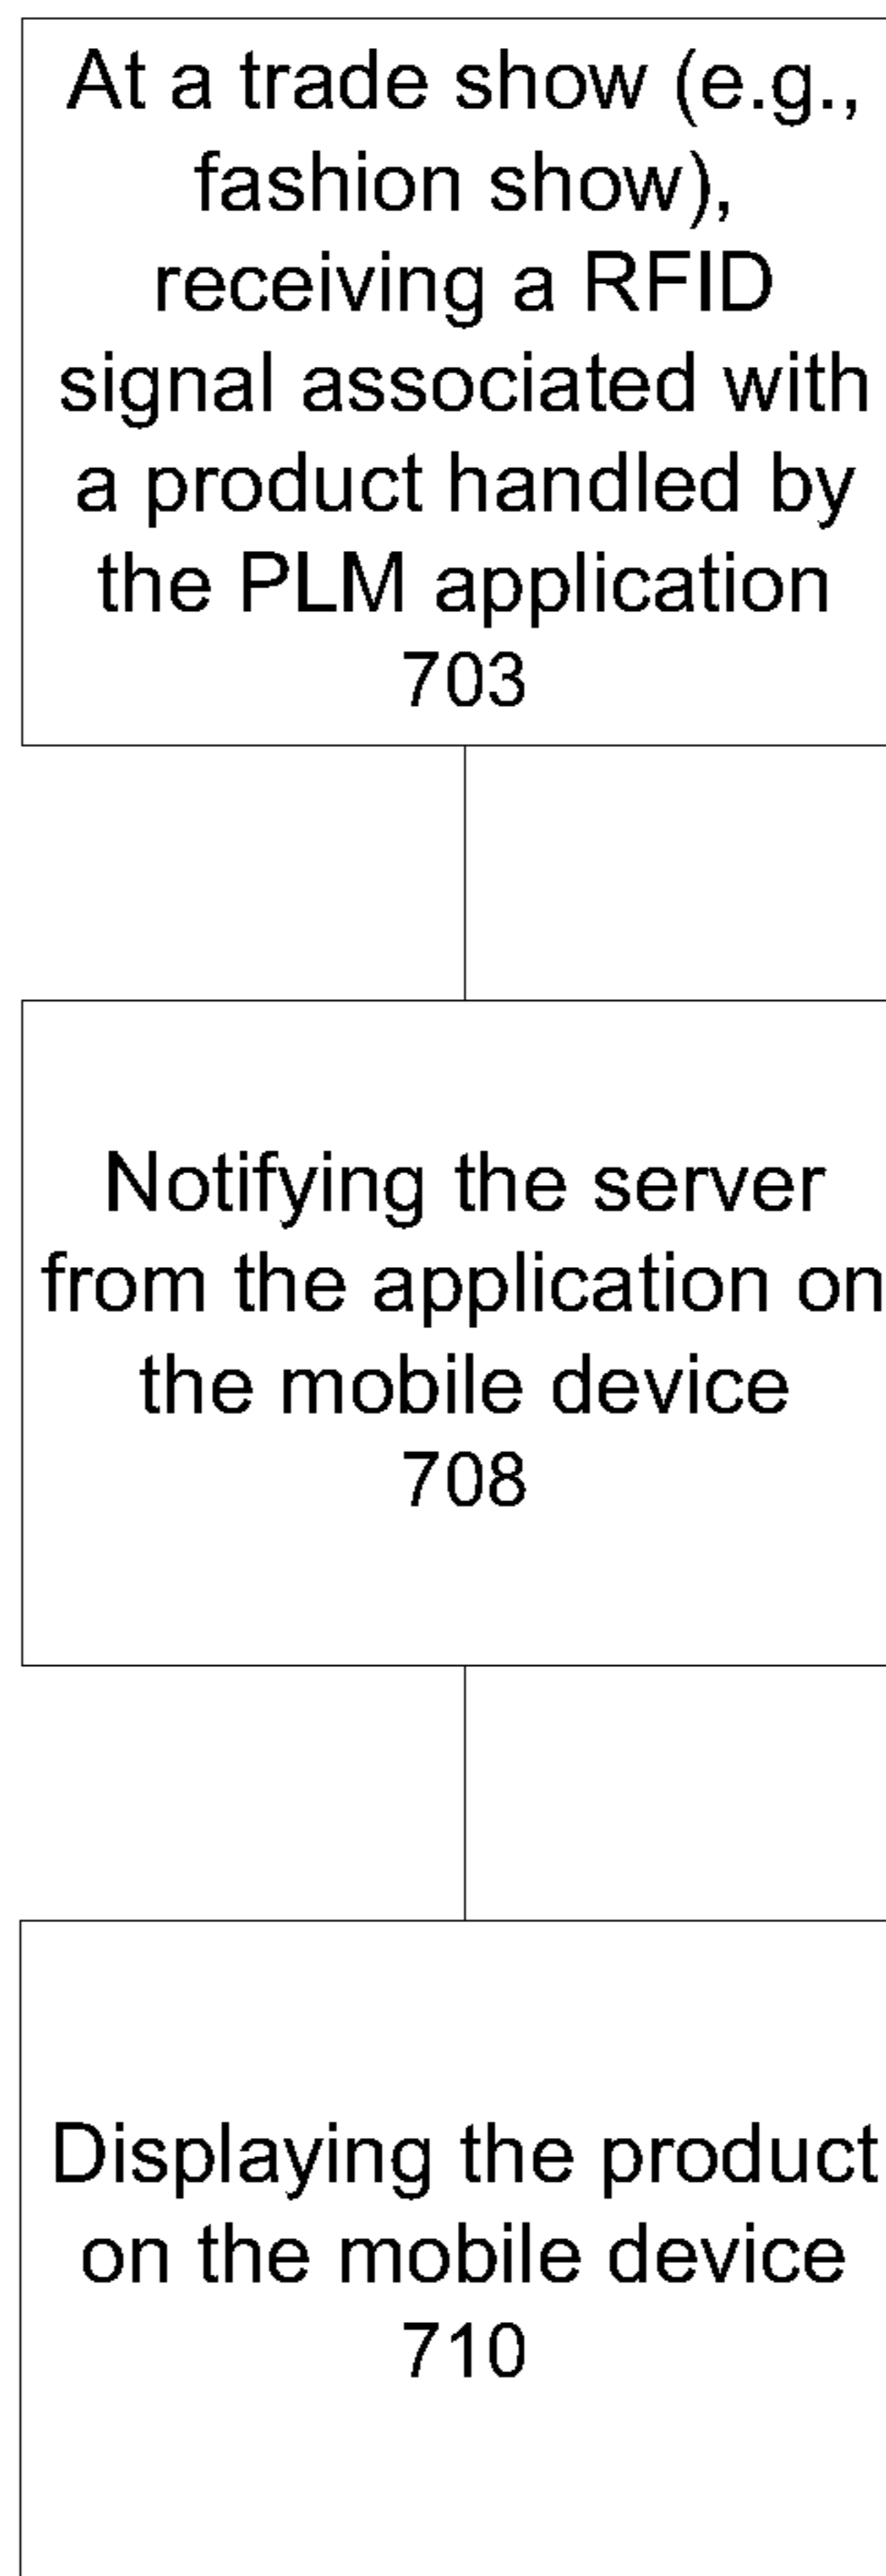 At a trade show (e.g.,
fashion show),
receiving a RFID
signal associated with
a product handled by
the PLM application
703
Notifying the server
from the application on
the mobile device
708
Displaying the product
on the mobile device
710